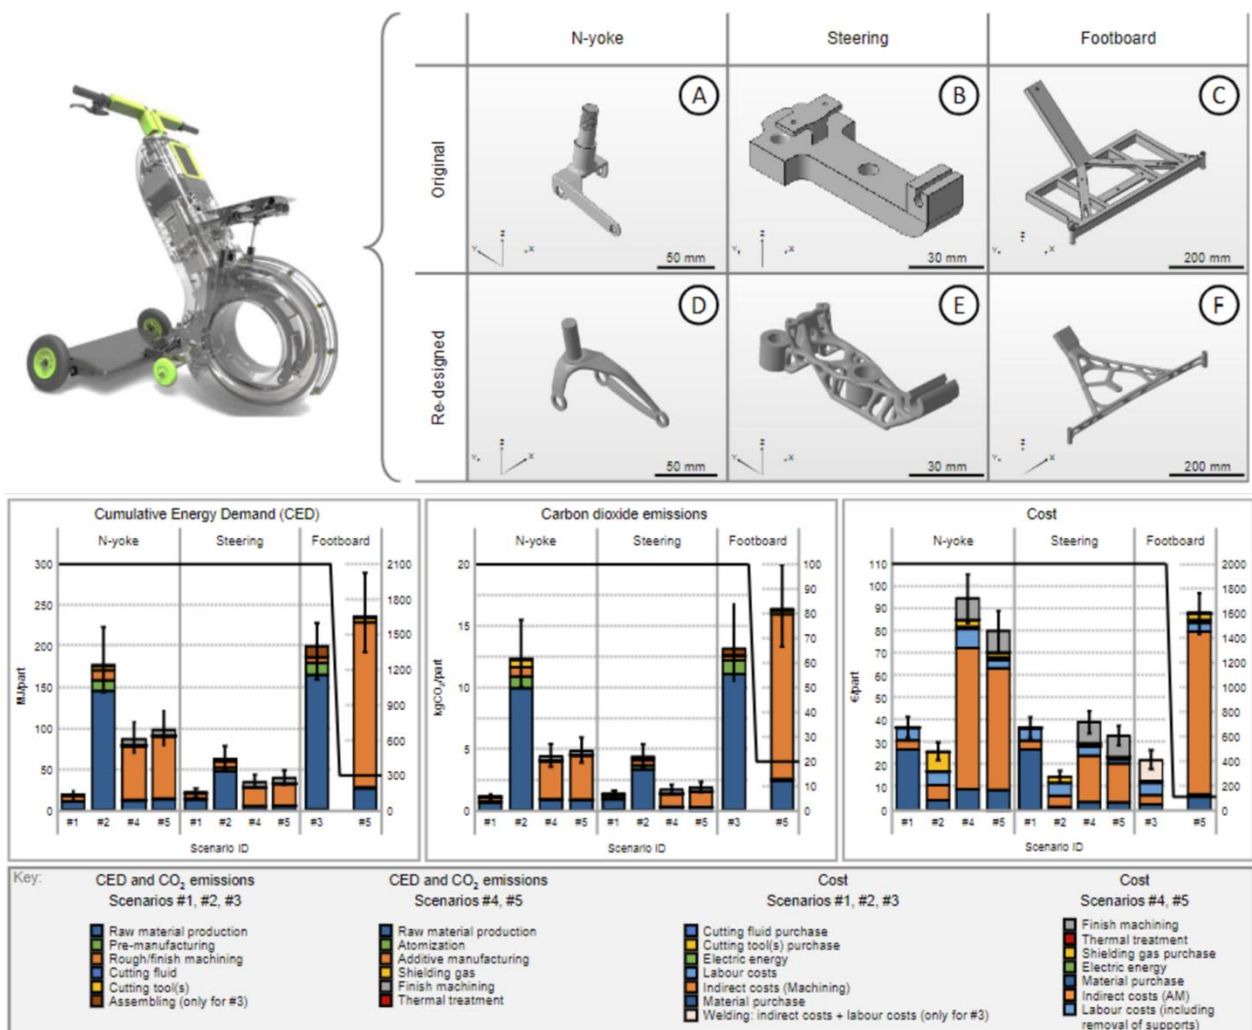 N-yoke Steering Footboard
Original
A
B
C
Y Z X 50 mm
Y Z X 30 mm
Y Z X 200 mm
Re-designed
D
E
F
Y Z X 50 mm
Y Z X 30 mm
Y Z X 200 mm
Cumulative Energy Demand (CED)
N-yoke Steering Footboard
MJ/part
300
250
200
150
100
50
0
2100
1800
1500
1200
900
600
300
0
#1 #2 #4 #5 #1 #2 #4 #5 #3 #5
Scenario ID
Carbon dioxide emissions
N-yoke Steering Footboard
kgCO₂/part
20
15
10
5
0
100
90
80
70
60
50
40
30
20
10
0
#1 #2 #4 #5 #1 #2 #4 #5 #3 #5
Scenario ID
Cost
N-yoke Steering Footboard
€/part
110
100
90
80
70
60
50
40
30
20
10
0
2000
1800
1600
1400
1200
1000
800
600
400
200
0
#1 #2 #4 #5 #1 #2 #4 #5 #3 #5
Scenario ID
Key:
CED and CO₂ emissions
Scenarios #1, #2, #3
Raw material production
Pre-manufacturing
Rough/finish machining
Cutting fluid
Cutting tool(s)
Assembling (only for #3)
CED and CO₂ emissions
Scenarios #4, #5
Raw material production
Atomization
Additive manufacturing
Shielding gas
Finish machining
Thermal treatment
Cost
Scenarios #1, #2, #3
Cutting fluid purchase
Cutting tool(s) purchase
Electric energy
Labour costs
Indirect costs (Machining)
Material purchase
Welding: indirect costs + labour costs (only for #3)
Cost
Scenarios #4, #5
Finish machining
Thermal treatment
Shielding gas purchase
Electric energy
Material purchase
Indirect costs (AM)
Labour costs (including
removal of supports)